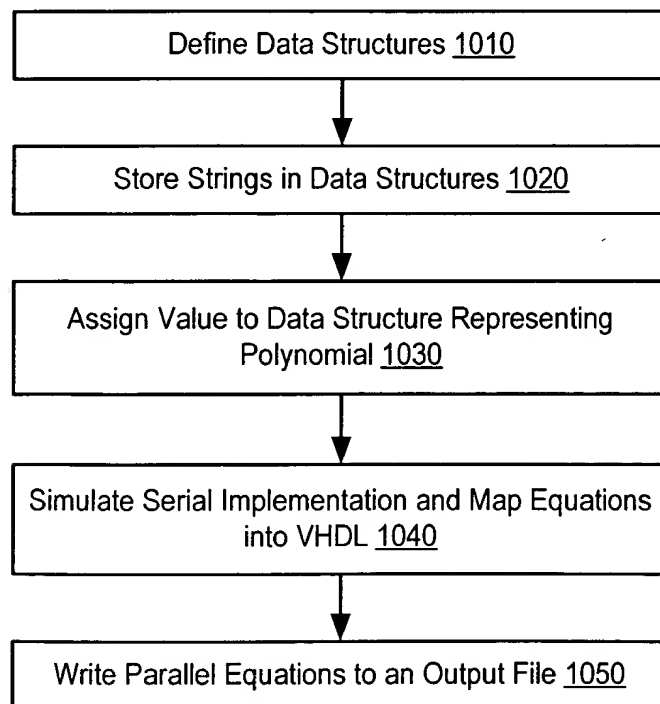 Define Data Structures 1010
Store Strings in Data Structures 1020
Assign Value to Data Structure Representing
Polynomial 1030
Simulate Serial Implementation and Map Equations
into VHDL 1040
Write Parallel Equations to an Output File 1050